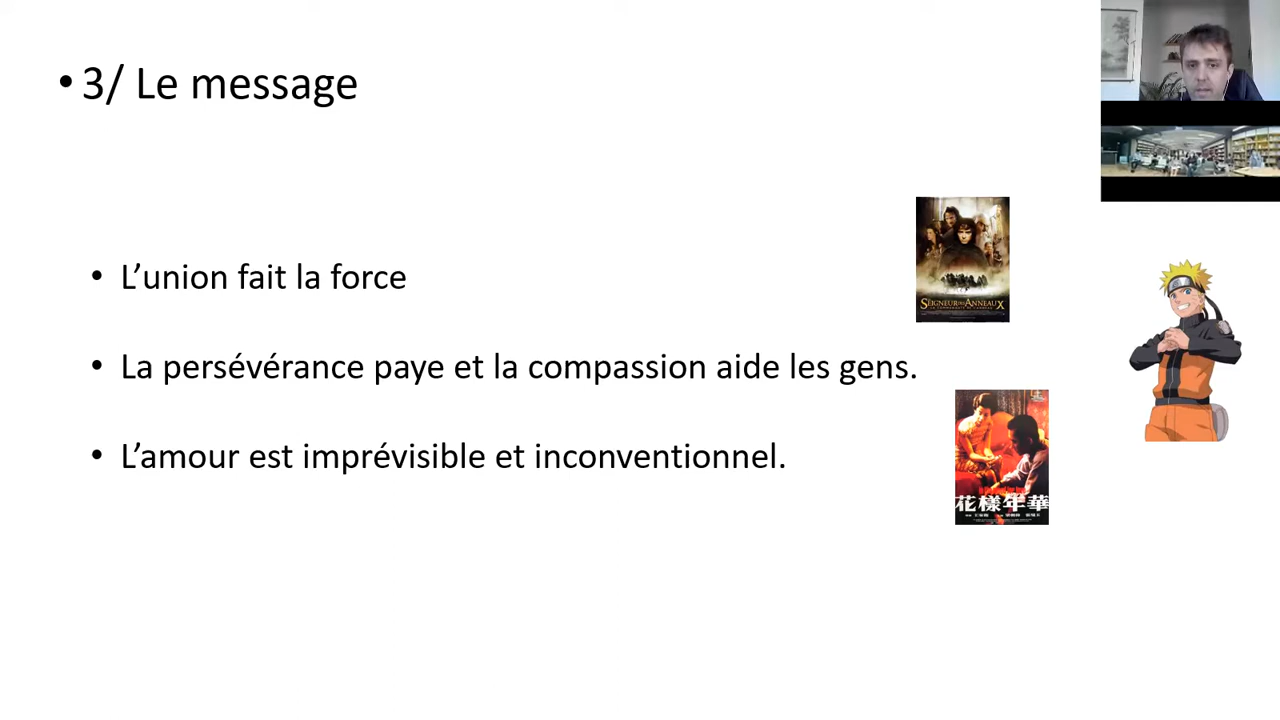 • 3/ Le message
• L’union fait la force
SEIGNEUR DES ANNEAUX
• La persévérance paye et la compassion aide les gens.
• L’amour est imprévisible et inconventionnel.
花樣年華